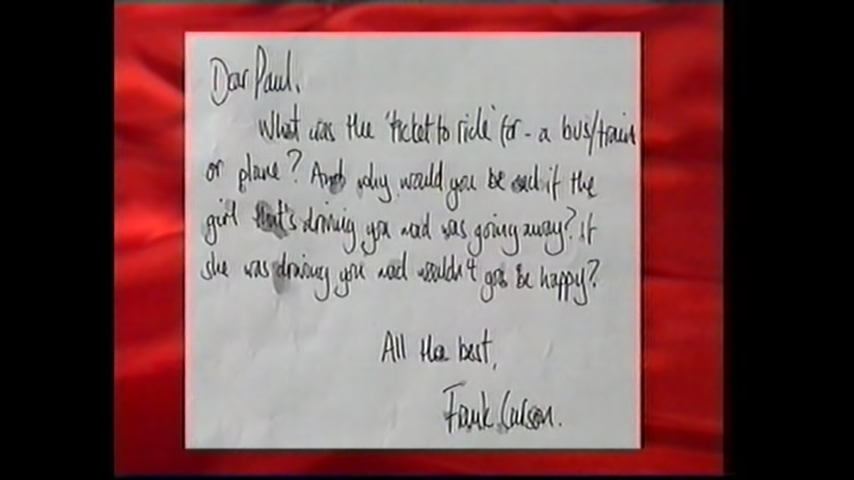 Dear Paul,
What was the 'ticket to ride' for - a bus/train
or plane? And why would you be sad if the
girl that's driving you mad was going away? If
she was driving you mad wouldn't you be happy?
All the best,
Frank Carson.